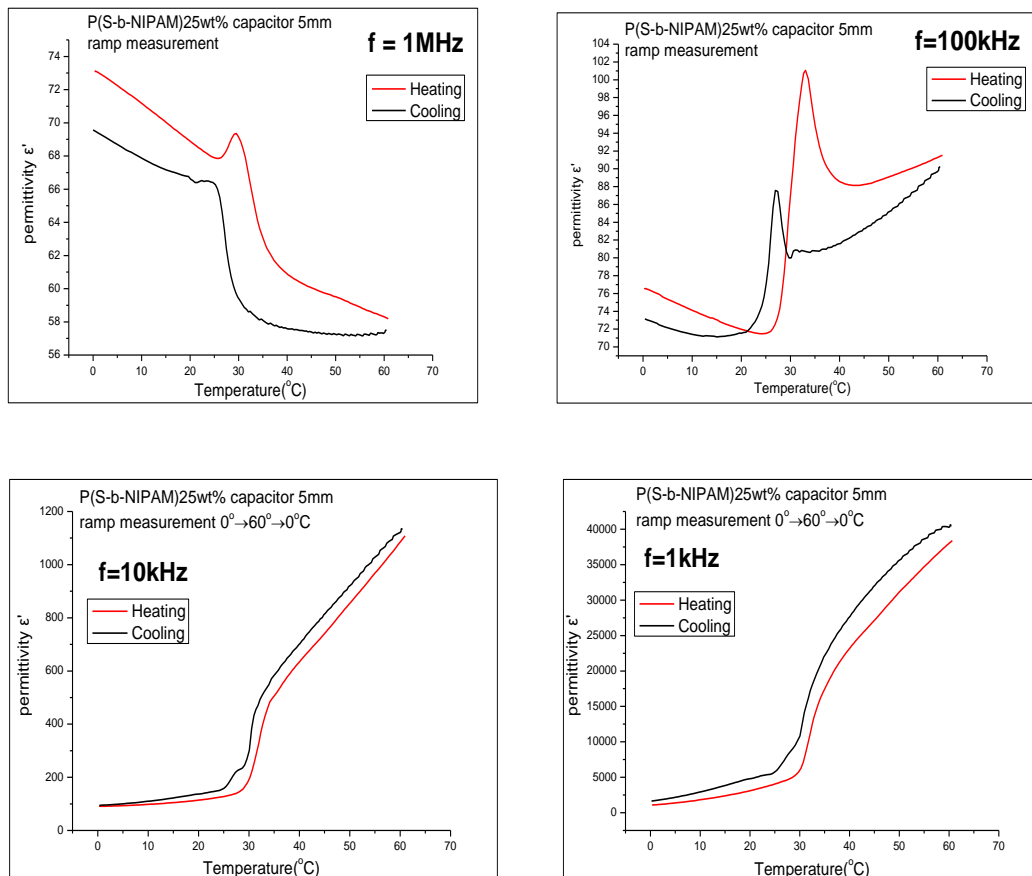 P(S-b-NIPAM)25wt% capacitor 5mm
ramp measurement
f = 1MHz
Heating
Cooling
74
72
70
68
66
64
62
60
58
56
permittivity ε'
0 10 20 30 40 50 60 70
Temperature(°C)
P(S-b-NIPAM)25wt% capacitor 5mm
ramp measurement
f=100kHz
Heating
Cooling
104
102
100
98
96
94
92
90
88
86
84
82
80
78
76
74
72
70
permittivity ε'
0 10 20 30 40 50 60 70
Temperature(°C)
P(S-b-NIPAM)25wt% capacitor 5mm
ramp measurement 0°→60°→0°C
f=10kHz
Heating
Cooling
1200
1000
800
600
400
200
0
permittivity ε'
0 10 20 30 40 50 60 70
Temperature(°C)
P(S-b-NIPAM)25wt% capacitor 5mm
ramp measurement 0°→60°→0°C
f=1kHz
Heating
Cooling
40000
35000
30000
25000
20000
15000
10000
5000
0
permittivity ε'
0 10 20 30 40 50 60 70
Temperature(°C)